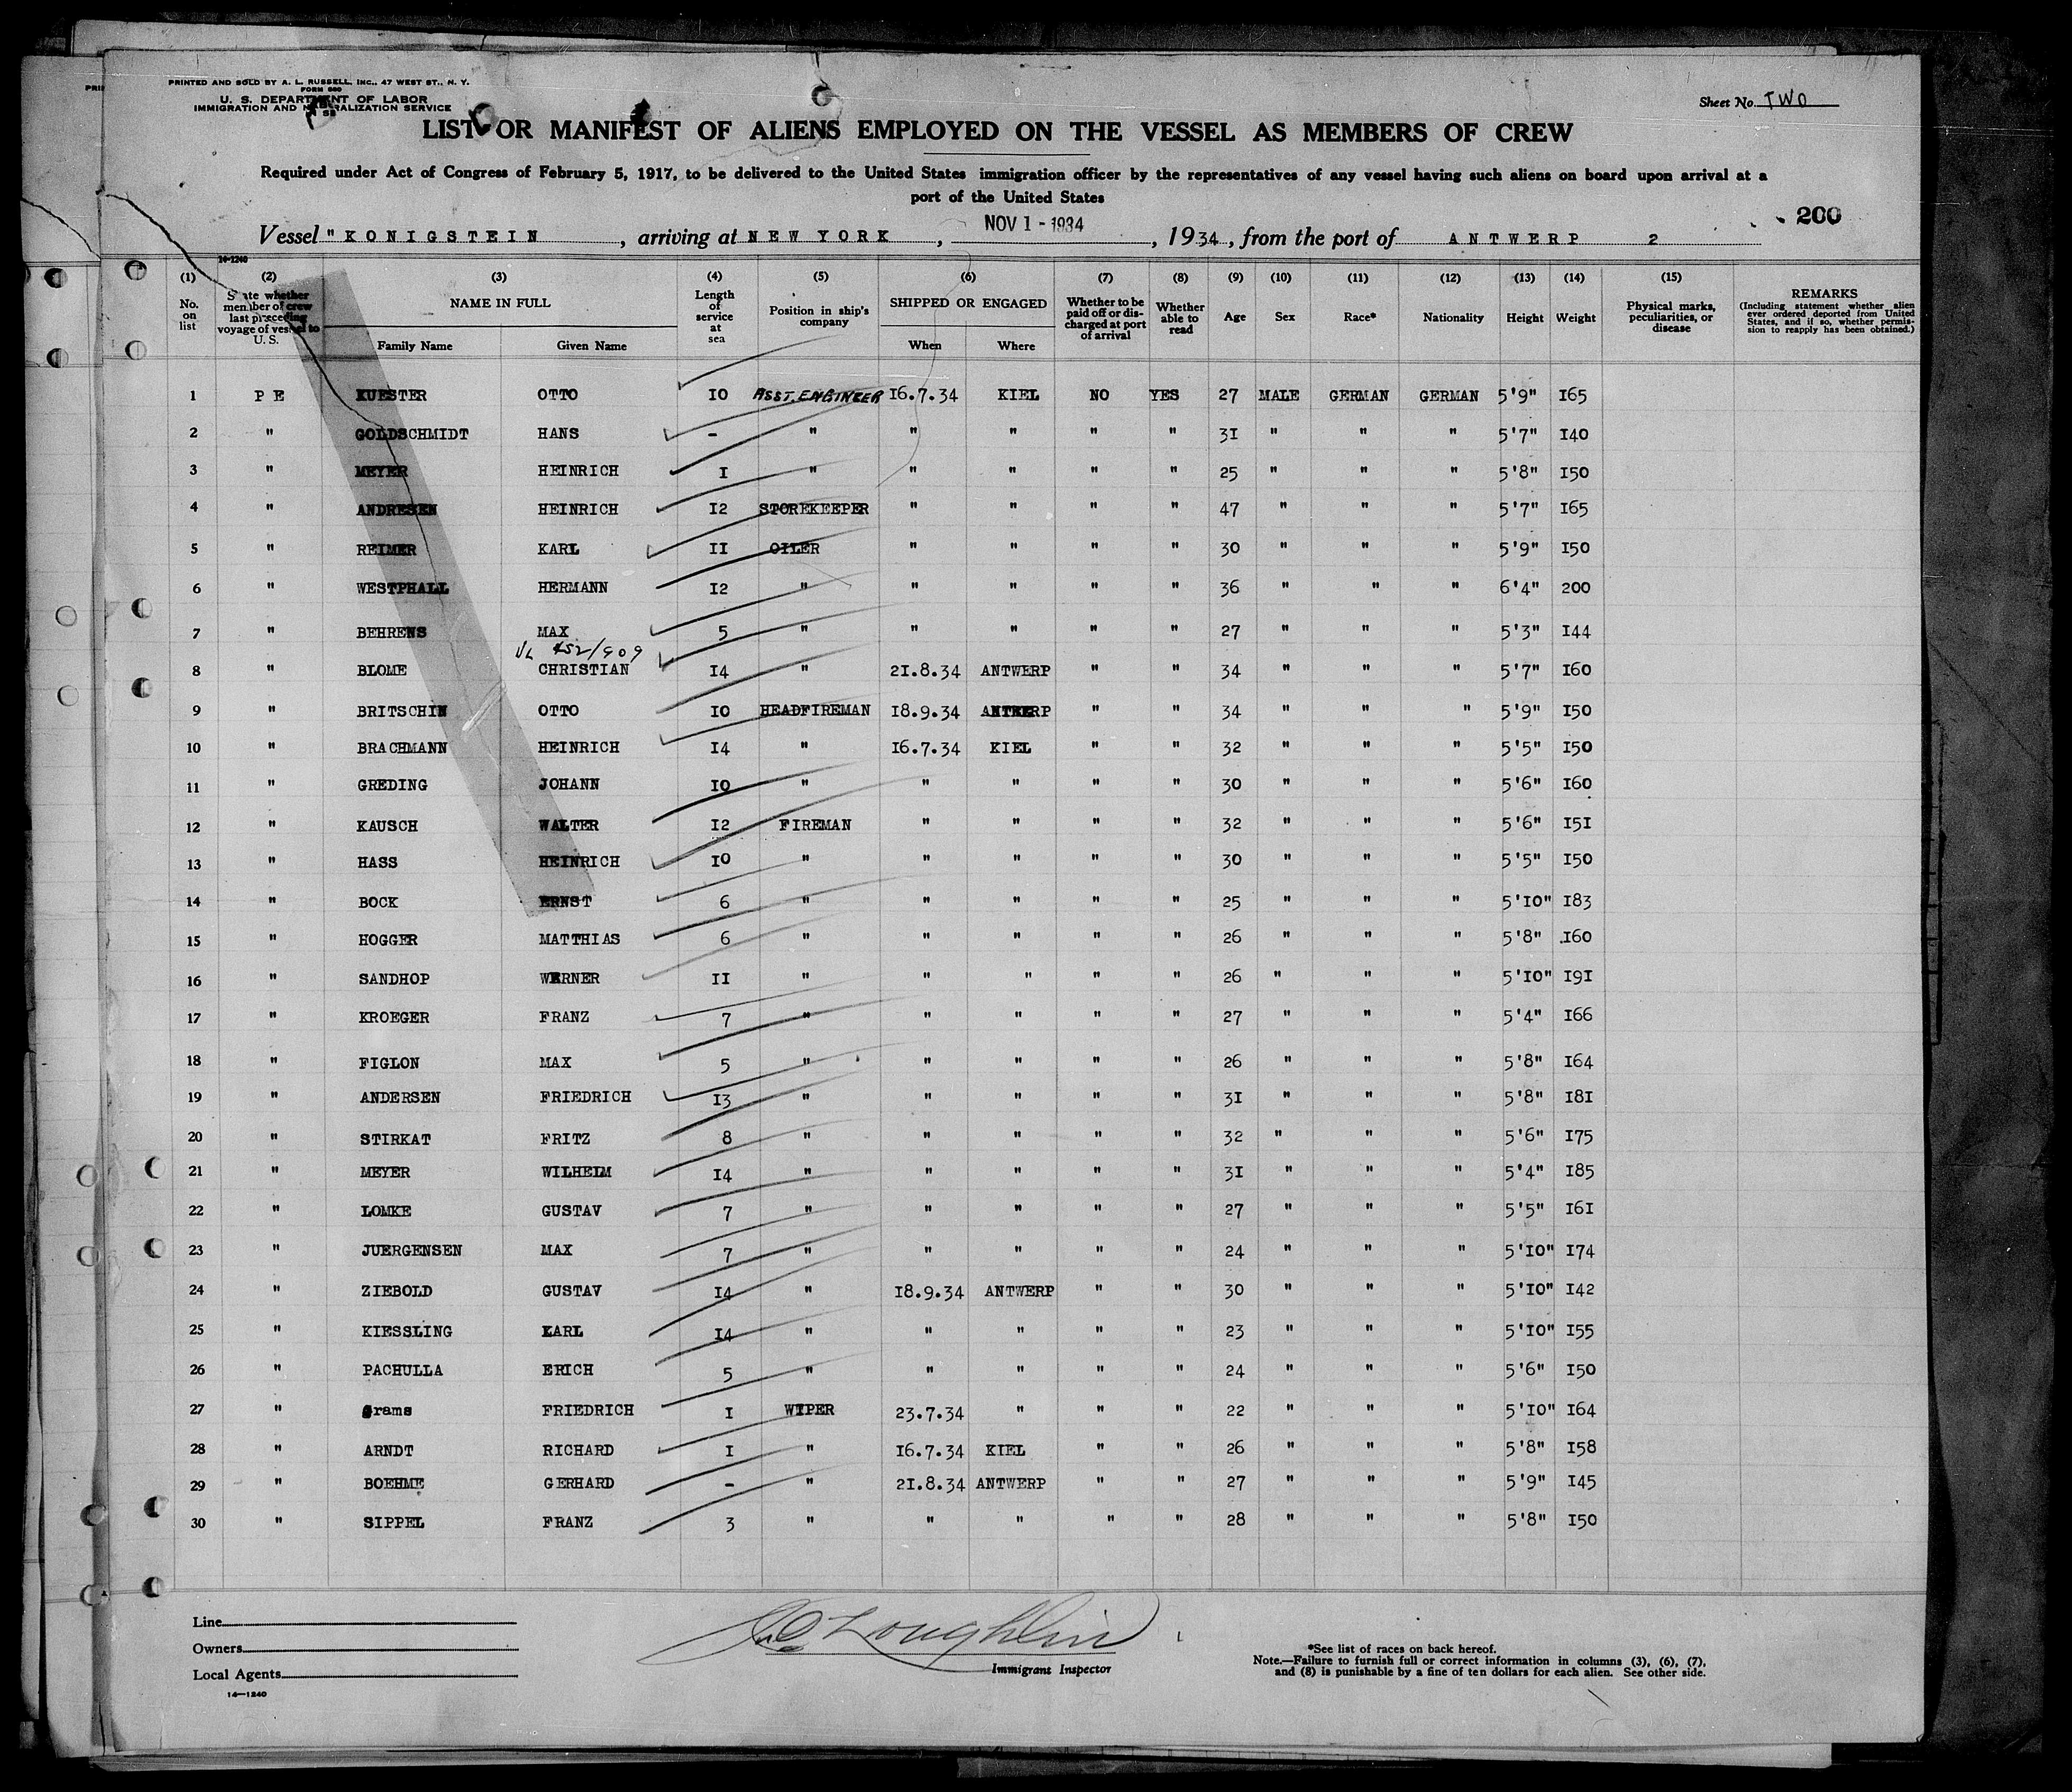 PRINTED AND SOLD BY A. L. RUSSELL, INC., 47 WEST ST., N. Y.
FORM 680
U. S. DEPARTMENT OF LABOR
IMMIGRATION AND NATURALIZATION SERVICE
Sheet No. TWO
LIST OR MANIFEST OF ALIENS EMPLOYED ON THE VESSEL AS MEMBERS OF CREW
Required under Act of Congress of February 5, 1917, to be delivered to the United States immigration officer by the representatives of any vessel having such aliens on board upon arrival at a
port of the United States
200
Vessel "KONIGSTEIN, arriving at NEW YORK, NOV 1 - 1934, 1934, from the port of ANTWERP 2
14-1240
(1) (2) (3) (4) (5) (6) (7) (8) (9) (10) (11) (12) (13) (14) (15)
No. on list
State whether member of crew last preceding voyage of vessel to U. S.
NAME IN FULL
Family Name Given Name
Length of service at sea
Position in ship's company
SHIPPED OR ENGAGED
When Where
Whether to be paid off or discharged at port of arrival
Whether able to read
Age Sex Race* Nationality Height Weight
Physical marks, peculiarities, or disease
REMARKS
(Including statement whether alien ever ordered deported from United States, and if so, whether permission to reapply has been obtained.)
1 P E KUESTER OTTO 10 ASST. ENGINEER 16.7.34 KIEL NO YES 27 MALE GERMAN GERMAN 5'9" 165
2 " GOLDSCHMIDT HANS - " " " " " 31 " " " 5'7" 140
3 " MEYER HEINRICH 1 " " " " " 25 " " " 5'8" 150
4 " ANDRESEN HEINRICH 12 STOREKEEPER " " " " 47 " " " 5'7" 165
5 " REIMER KARL 11 OILER " " " " 30 " " " 5'9" 150
6 " WESTPHALL HERMANN 12 " " " " " 36 " " " 6'4" 200
7 " BEHRENS MAX 5 " " " " " 27 " " " 5'3" 144
452/909
8 " BLOME CHRISTIAN 14 " 21.8.34 ANTWERP " " 34 " " " 5'7" 160
9 " BRITSCHIN OTTO 10 HEADFIREMAN 18.9.34 ANTWERP " " 34 " " " 5'9" 150
10 " BRACHMANN HEINRICH 14 " 16.7.34 KIEL " " 32 " " " 5'5" 150
11 " GREDING JOHANN 10 " " " " " 30 " " " 5'6" 160
12 " KAUSCH WALTER 12 FIREMAN " " " " 32 " " " 5'6" 151
13 " HASS HEINRICH 10 " " " " " 30 " " " 5'5" 150
14 " BOCK ERNST 6 " " " " " 25 " " " 5'10" 183
15 " HOGGER MATTHIAS 6 " " " " " 26 " " " 5'8" 160
16 " SANDHOP WERNER 11 " " " " " 26 " " " 5'10" 191
17 " KROEGER FRANZ 7 " " " " " 27 " " " 5'4" 166
18 " FIGLON MAX 5 " " " " " 26 " " " 5'8" 164
19 " ANDERSEN FRIEDRICH 13 " " " " " 31 " " " 5'8" 181
20 " STIRKAT FRITZ 8 " " " " " 32 " " " 5'6" 175
21 " MEYER WILHELM 14 " " " " " 31 " " " 5'4" 185
22 " LOMKE GUSTAV 7 " " " " " 27 " " " 5'5" 161
23 " JUERGENSEN MAX 7 " " " " " 24 " " " 5'10" 174
24 " ZIEBOLD GUSTAV 14 " 18.9.34 ANTWERP " " 30 " " " 5'10" 142
25 " KIESSLING KARL 14 " " " " " 23 " " " 5'10" 155
26 " PACHULLA ERICH 5 " " " " " 24 " " " 5'6" 150
27 " Grams FRIEDRICH 1 WIPER 23.7.34 " " " 22 " " " 5'10" 164
28 " ARNDT RICHARD 1 " 16.7.34 KIEL " " 26 " " " 5'8" 158
29 " BOEHME GERHARD - " 21.8.34 ANTWERP " " 27 " " " 5'9" 145
30 " SIPPEL FRANZ 3 " " " " " 28 " " " 5'8" 150
Line
Owners
Local Agents
14-1240
Loughlin
Immigrant Inspector
*See list of races on back hereof.
Note.—Failure to furnish full or correct information in columns (3), (6), (7),
and (8) is punishable by a fine of ten dollars for each alien. See other side.